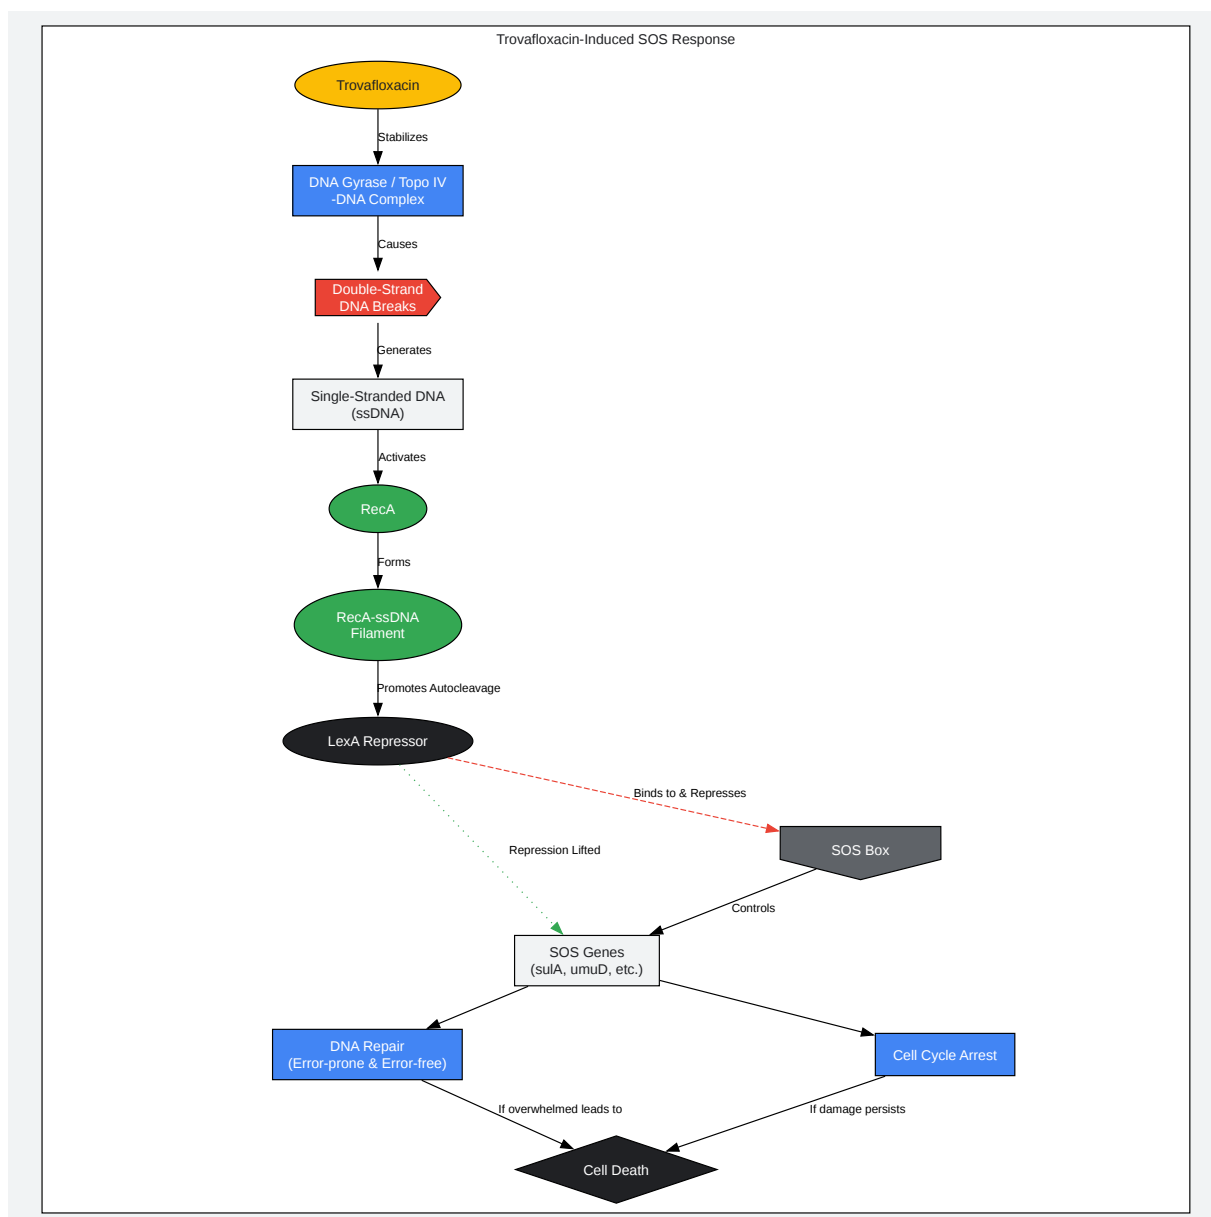 Trovafloxacin-Induced SOS Response
Trovafloxacin
Stabilizes
DNA Gyrase / Topo IV
-DNA Complex
Causes
Double-Strand
DNA Breaks
Generates
Single-Stranded DNA
(ssDNA)
Activates
RecA
Forms
RecA-ssDNA
Filament
Promotes Autocleavage
LexA Repressor
Binds to & Represses
Repression Lifted
SOS Box
Controls
SOS Genes
(sulA, umuD, etc.)
DNA Repair
(Error-prone & Error-free)
Cell Cycle Arrest
If overwhelmed leads to
If damage persists
Cell Death